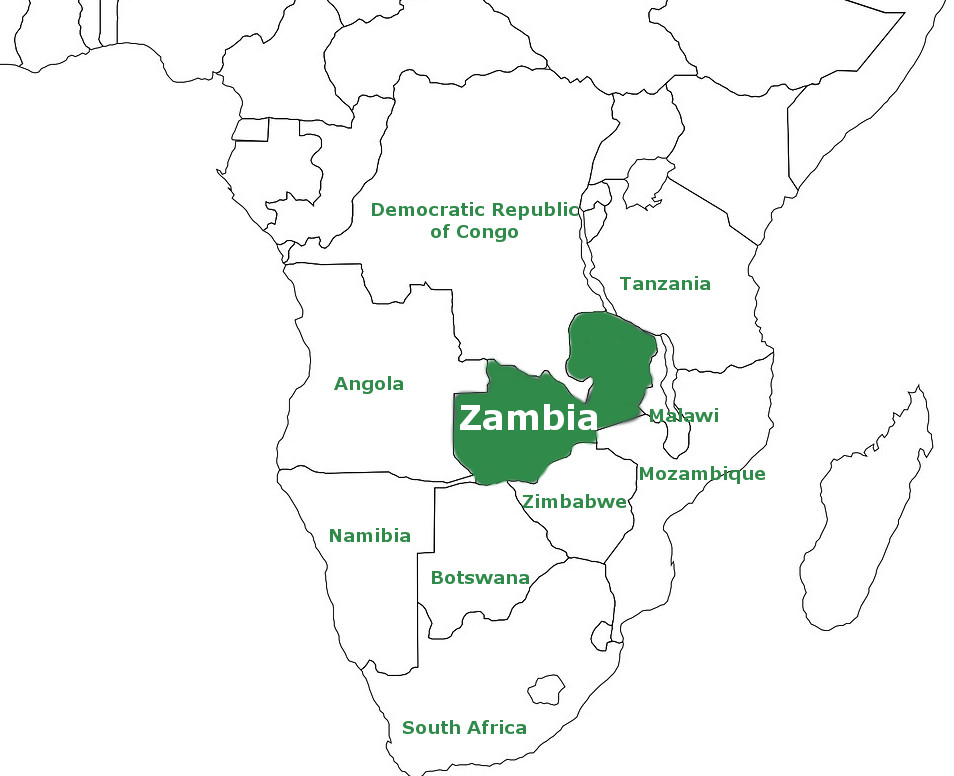 Democratic Republic
of Congo
Tanzania
Angola
Zambia
Malawi
Mozambique
Zimbabwe
Namibia
Botswana
South Africa